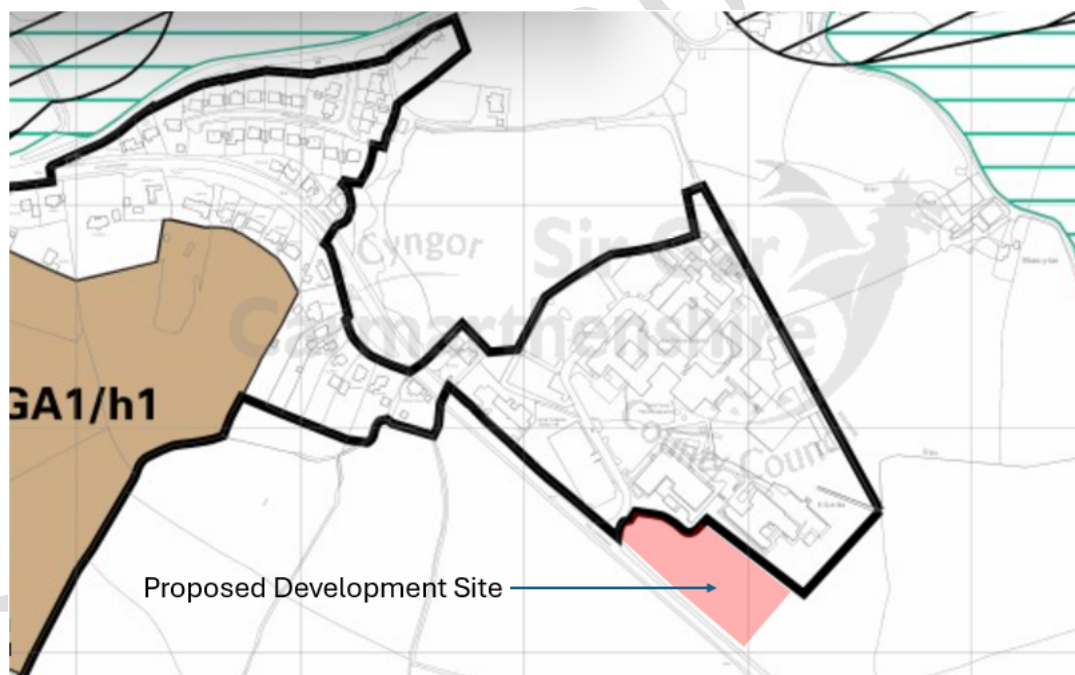 Cyngor Sir Gâr
Carmarthenshire
County Council
GA1/h1
Proposed Development Site